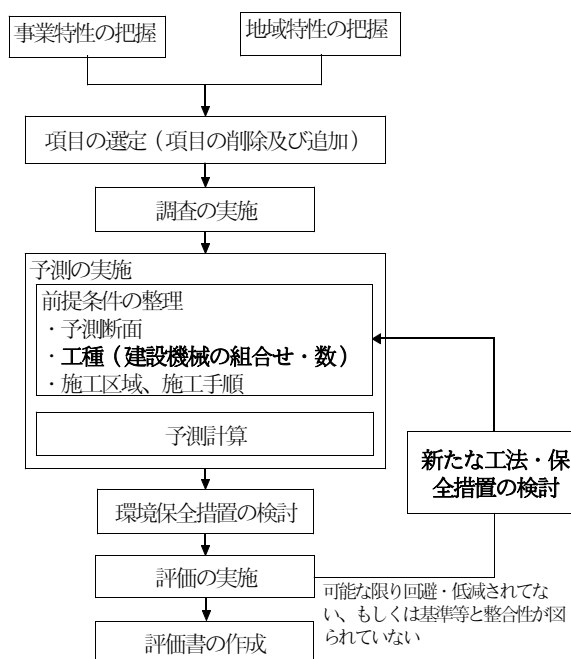 事業特性の把握
地域特性の把握
項目の選定（項目の削除及び追加）
調査の実施
予測の実施
前提条件の整理
・予測断面
・工種（建設機械の組合せ・数）
・施工区域、施工手順
予測計算
新たな工法・保
全措置の検討
環境保全措置の検討
評価の実施
可能な限り回避・低減されてな
い、もしくは基準等と整合性が図
られていない
評価書の作成